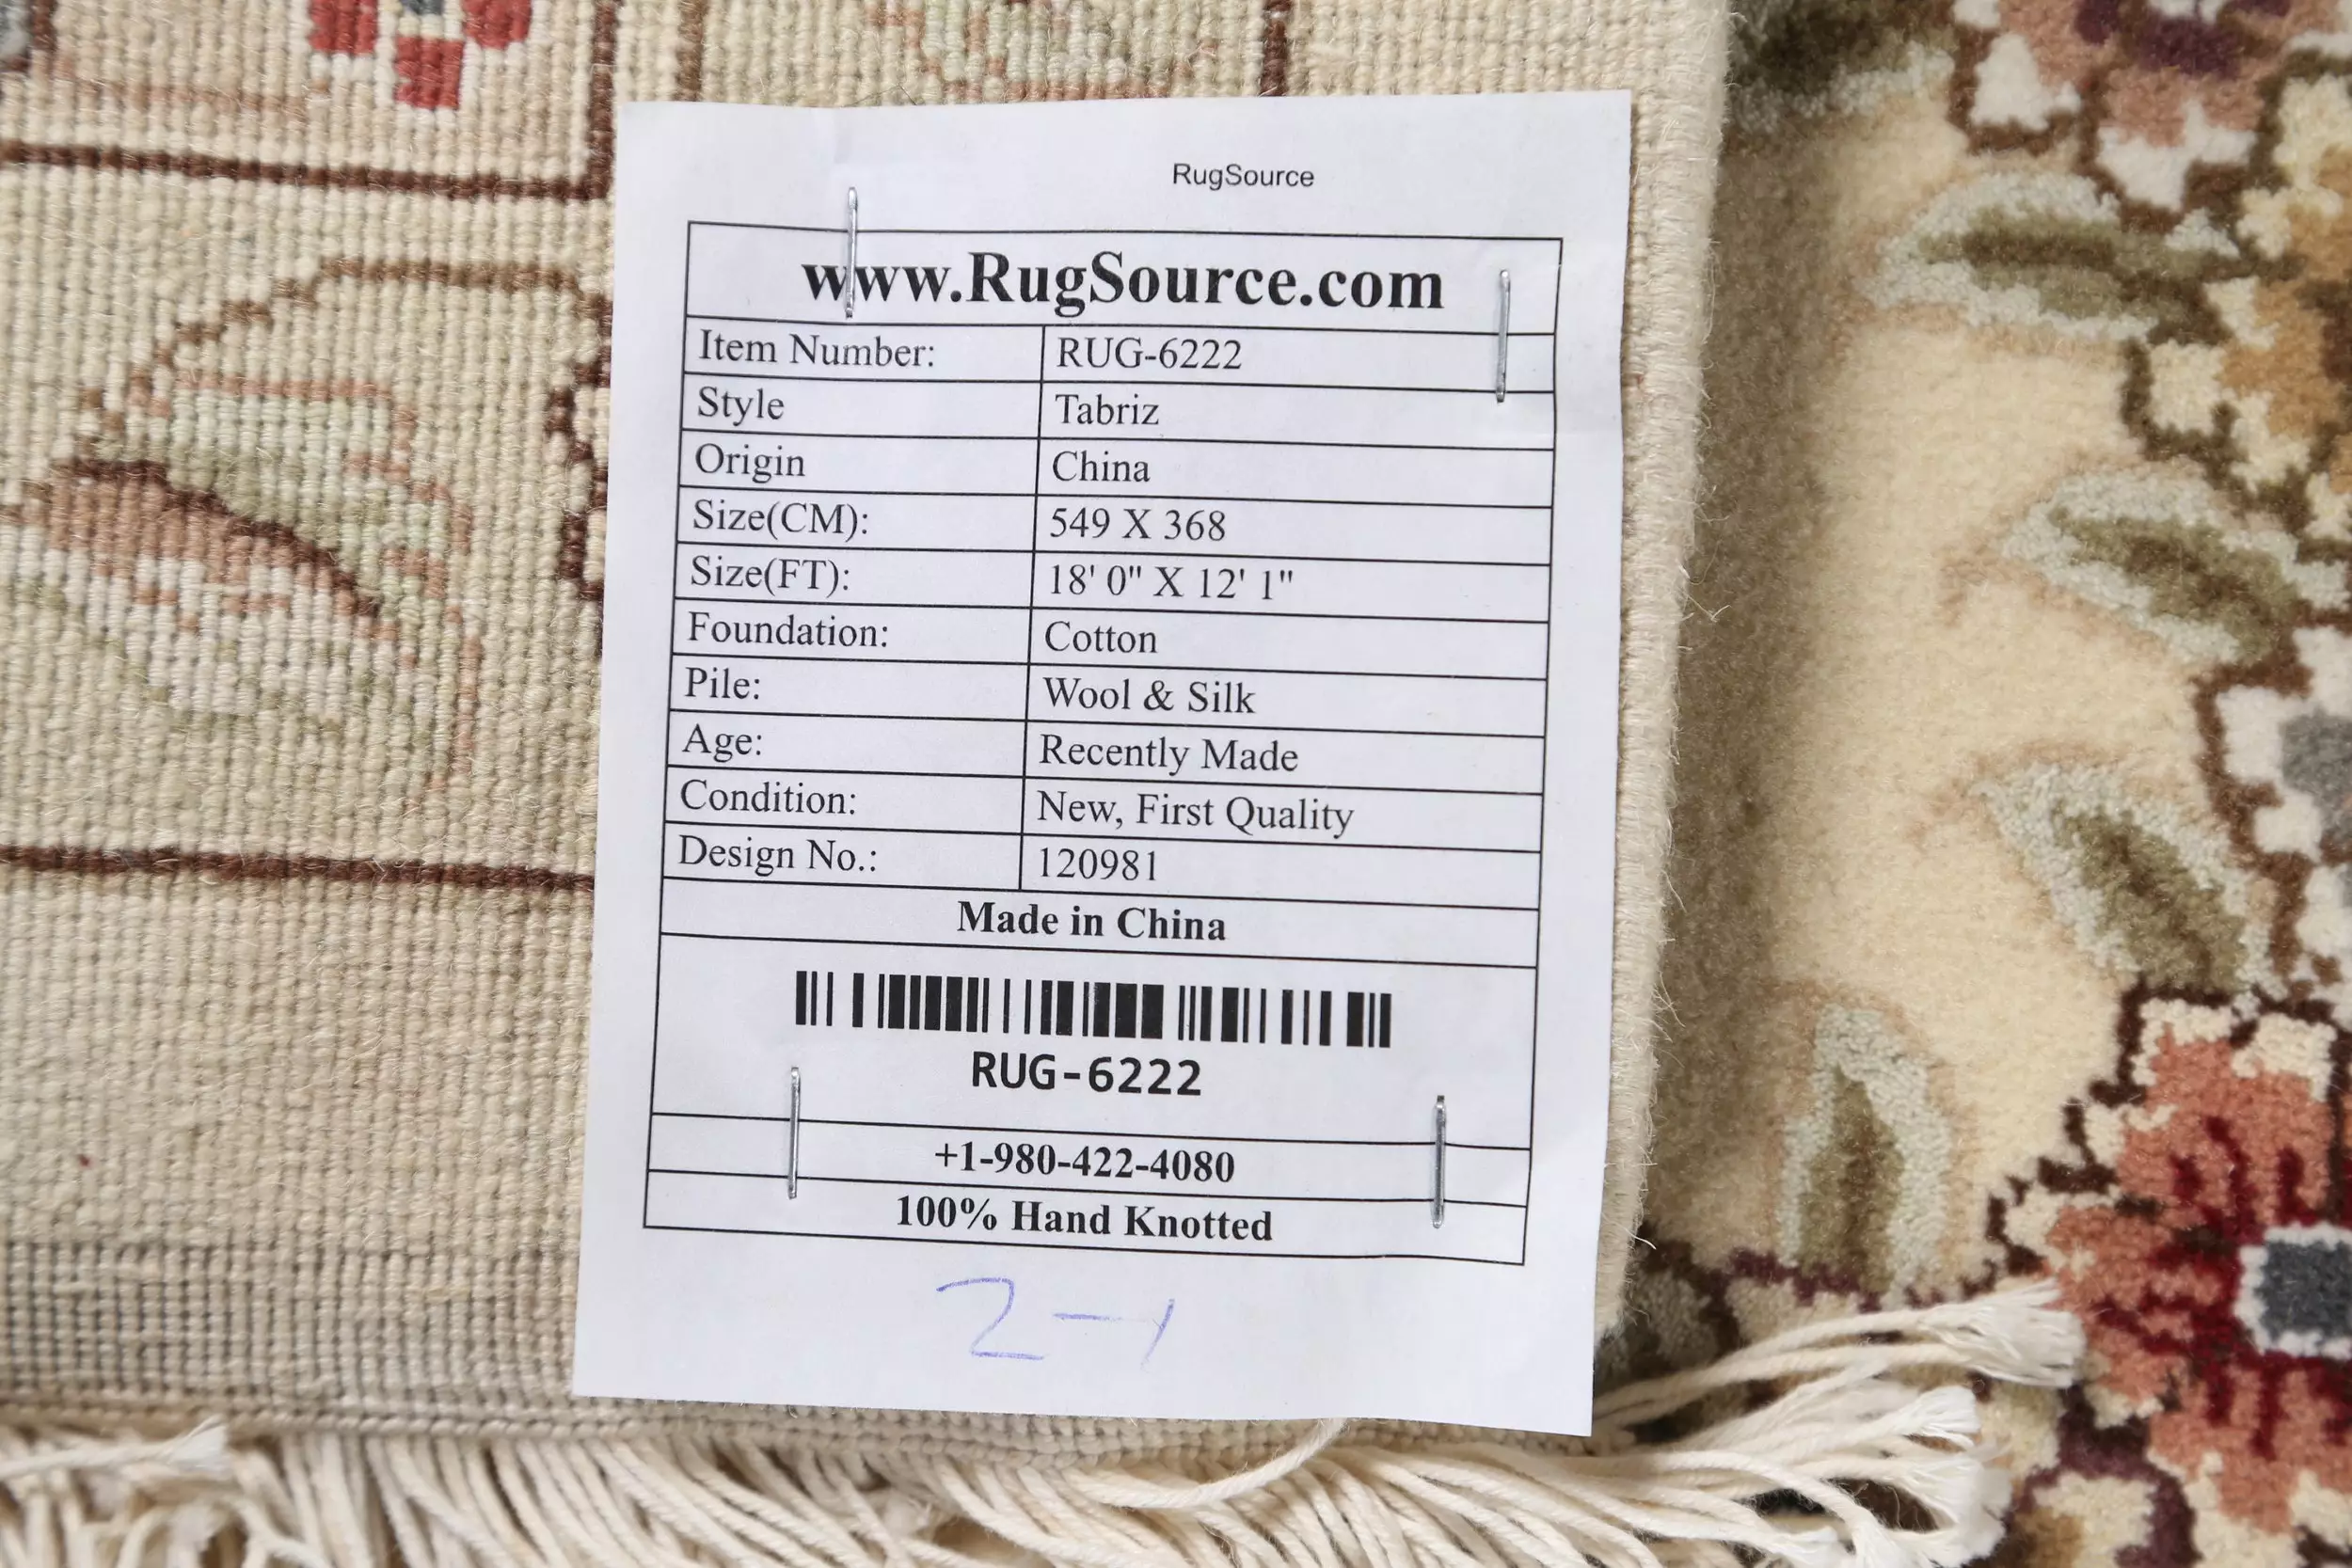 RugSource
www.RugSource.com
Item Number: RUG-6222
Style Tabriz
Origin China
Size(CM): 549 X 368
Size(FT): 18' 0" X 12' 1"
Foundation: Cotton
Pile: Wool & Silk
Age: Recently Made
Condition: New, First Quality
Design No.: 120981
Made in China
RUG-6222
+1-980-422-4080
100% Hand Knotted
2-1